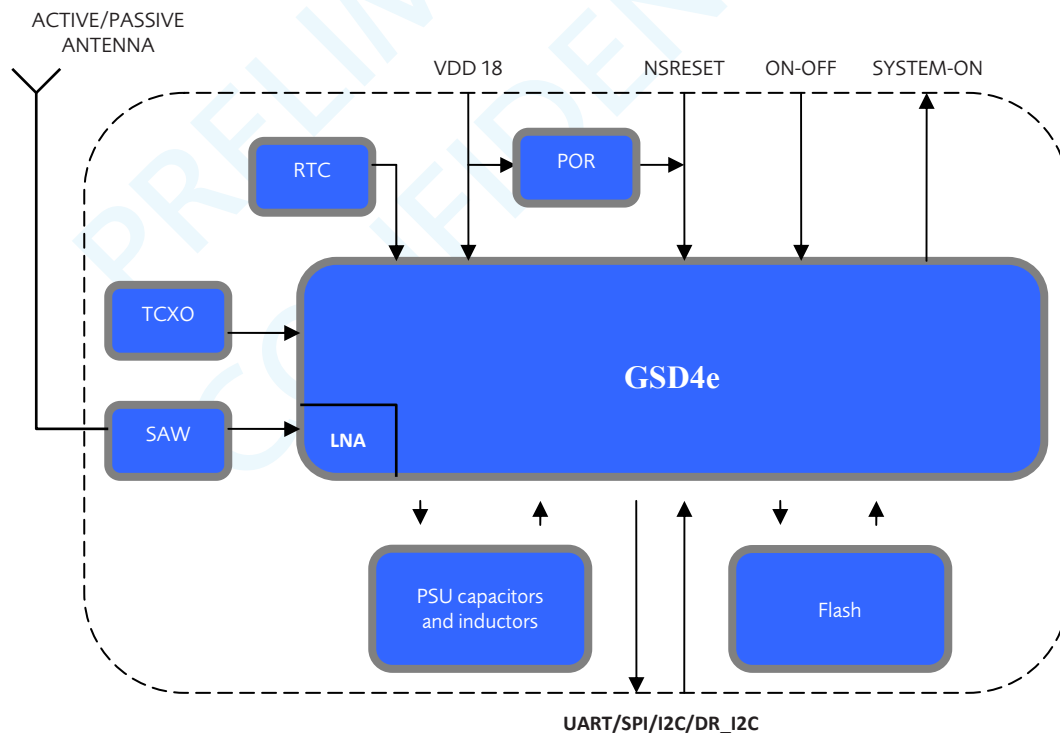 ACTIVE/PASSIVE
ANTENNA
VDD 18
NSRESET
ON-OFF
SYSTEM-ON
RTC
POR
TCXO
GSD4e
SAW
LNA
PSU capacitors
and inductors
Flash
UART/SPI/I2C/DR_I2C